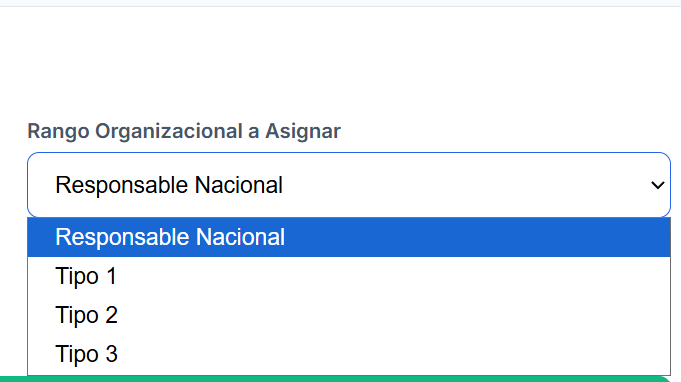 Rango Organizacional a Asignar
Responsable Nacional
Responsable Nacional
Tipo 1
Tipo 2
Tipo 3